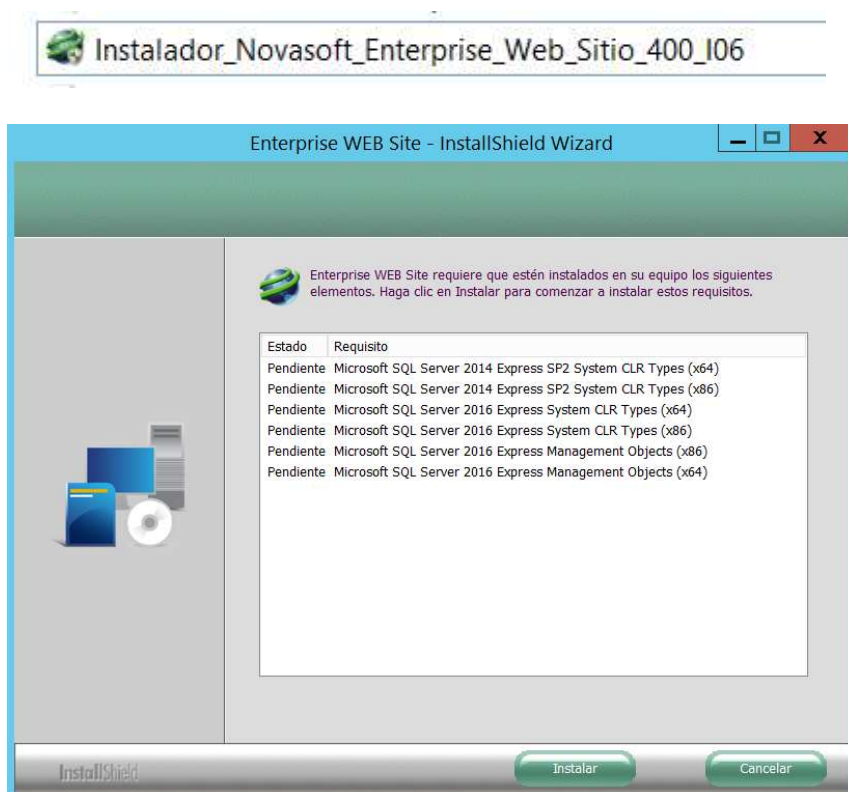 Instalador_Novasoft_Enterprise_Web_Sitio_400_I06
Enterprise WEB Site - InstallShield Wizard
Enterprise WEB Site requiere que estén instalados en su equipo los siguientes
elementos. Haga clic en Instalar para comenzar a instalar estos requisitos.
Estado Requisito
Pendiente Microsoft SQL Server 2014 Express SP2 System CLR Types (x64)
Pendiente Microsoft SQL Server 2014 Express SP2 System CLR Types (x86)
Pendiente Microsoft SQL Server 2016 Express System CLR Types (x64)
Pendiente Microsoft SQL Server 2016 Express System CLR Types (x86)
Pendiente Microsoft SQL Server 2016 Express Management Objects (x86)
Pendiente Microsoft SQL Server 2016 Express Management Objects (x64)
InstallShield Instalar Cancelar